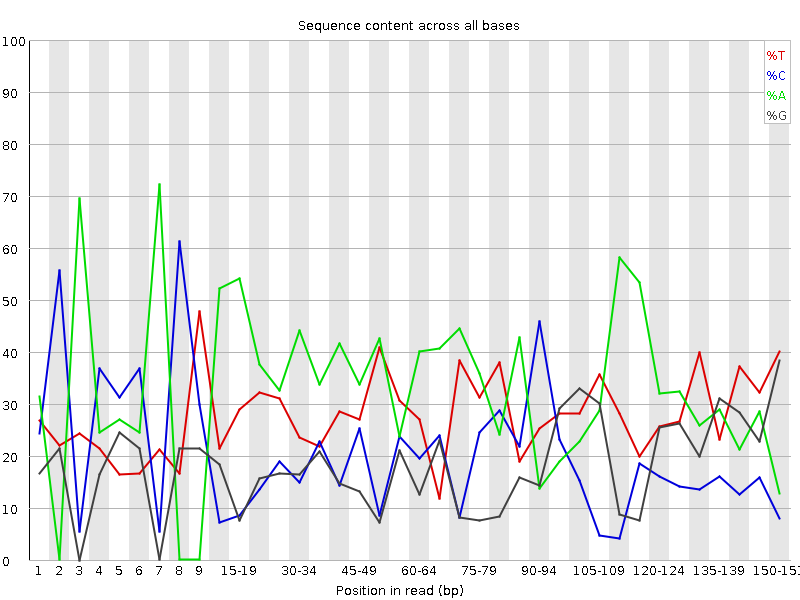 Sequence content across all bases
100
90
80
70
60
50
40
30
20
10
0
%T
%C
%A
%G
1 2 3 4 5 6 7 8 9 15-19 30-34 45-49 60-64 75-79 90-94 105-109 120-124 135-139 150-151
Position in read (bp)